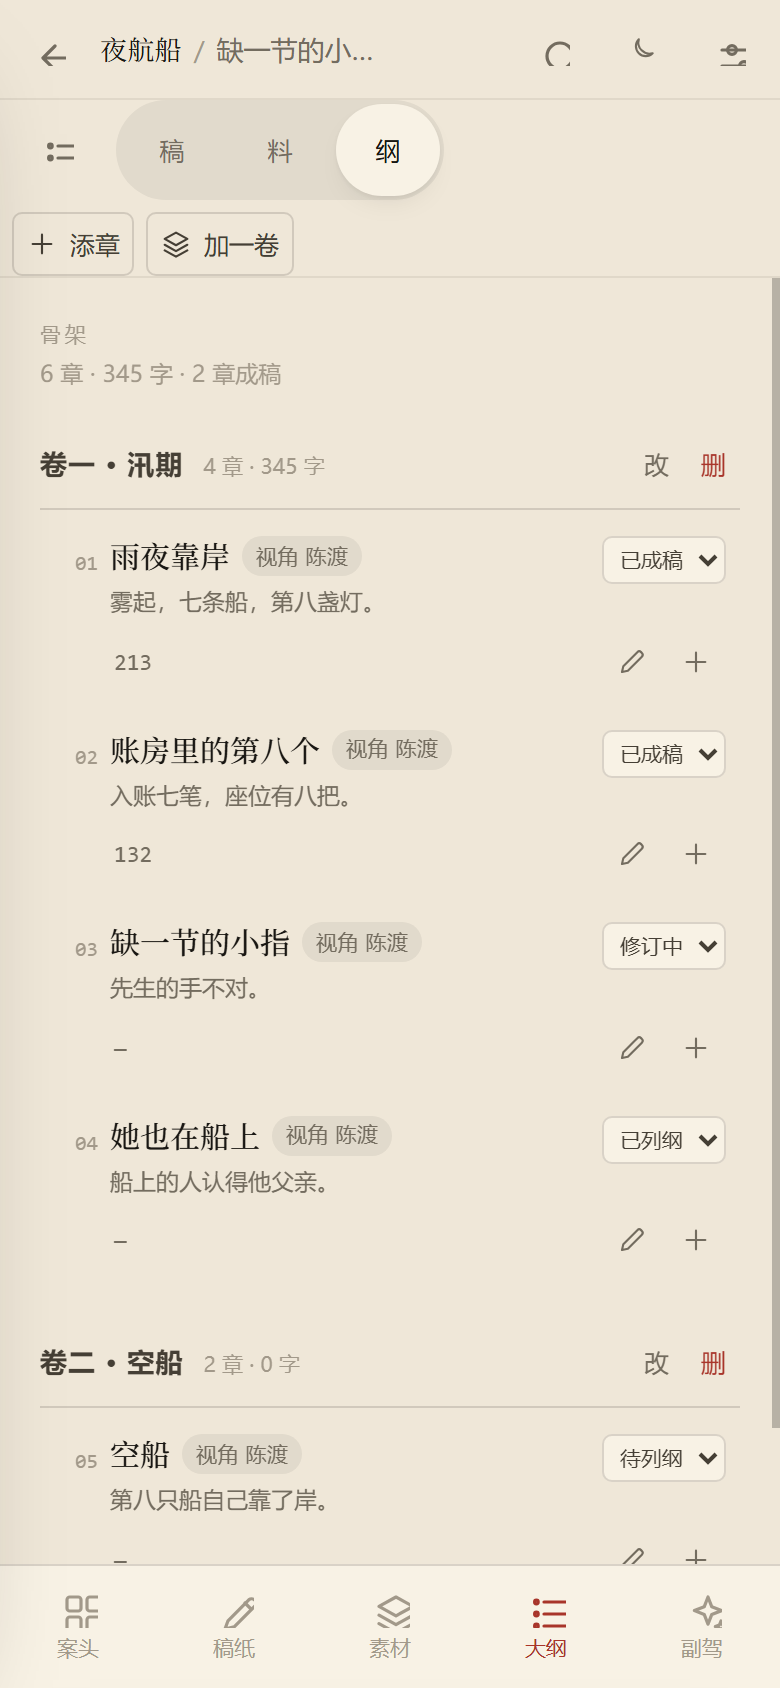 夜航船 / 缺一节的小…
稿 料 纲
添章 加一卷
骨架
6 章 · 345 字 · 2 章成稿
卷一 • 汛期 4 章 · 345 字 改 删
01 雨夜靠岸 视角 陈渡 已成稿
雾起，七条船，第八盏灯。
213
02 账房里的第八个 视角 陈渡 已成稿
入账七笔，座位有八把。
132
03 缺一节的小指 视角 陈渡 修订中
先生的手不对。
—
04 她也在船上 视角 陈渡 已列纲
船上的人认得他父亲。
—
卷二 • 空船 2 章 · 0 字 改 删
05 空船 视角 陈渡 待列纲
第八只船自己靠了岸。
—
案头 稿纸 素材 大纲 副驾